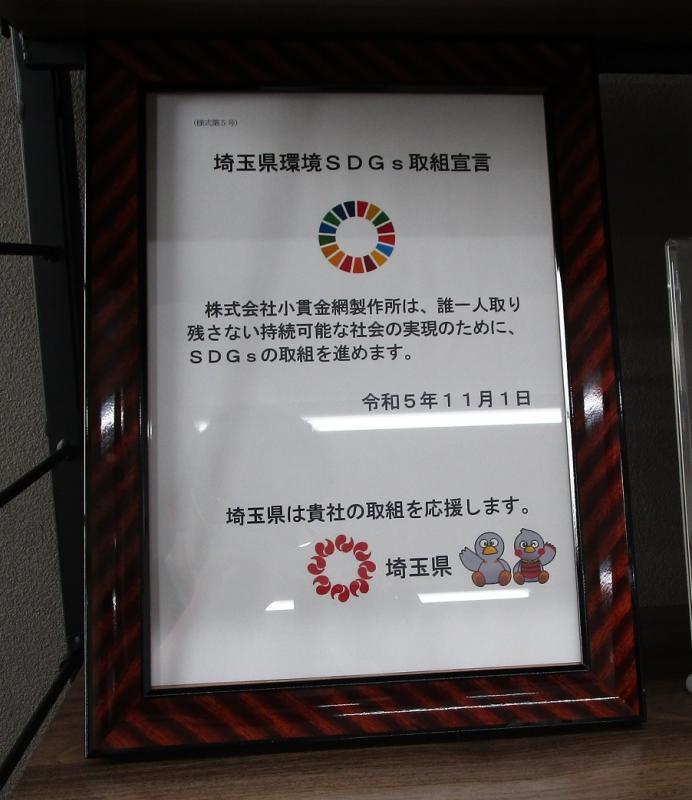 （様式第５号）
埼玉県環境ＳＤＧｓ取組宣言
株式会社小貫金網製作所は、誰一人取り
残さない持続可能な社会の実現のために、
ＳＤＧｓの取組を進めます。
令和５年１１月１日
埼玉県は貴社の取組を応援します。
埼玉県